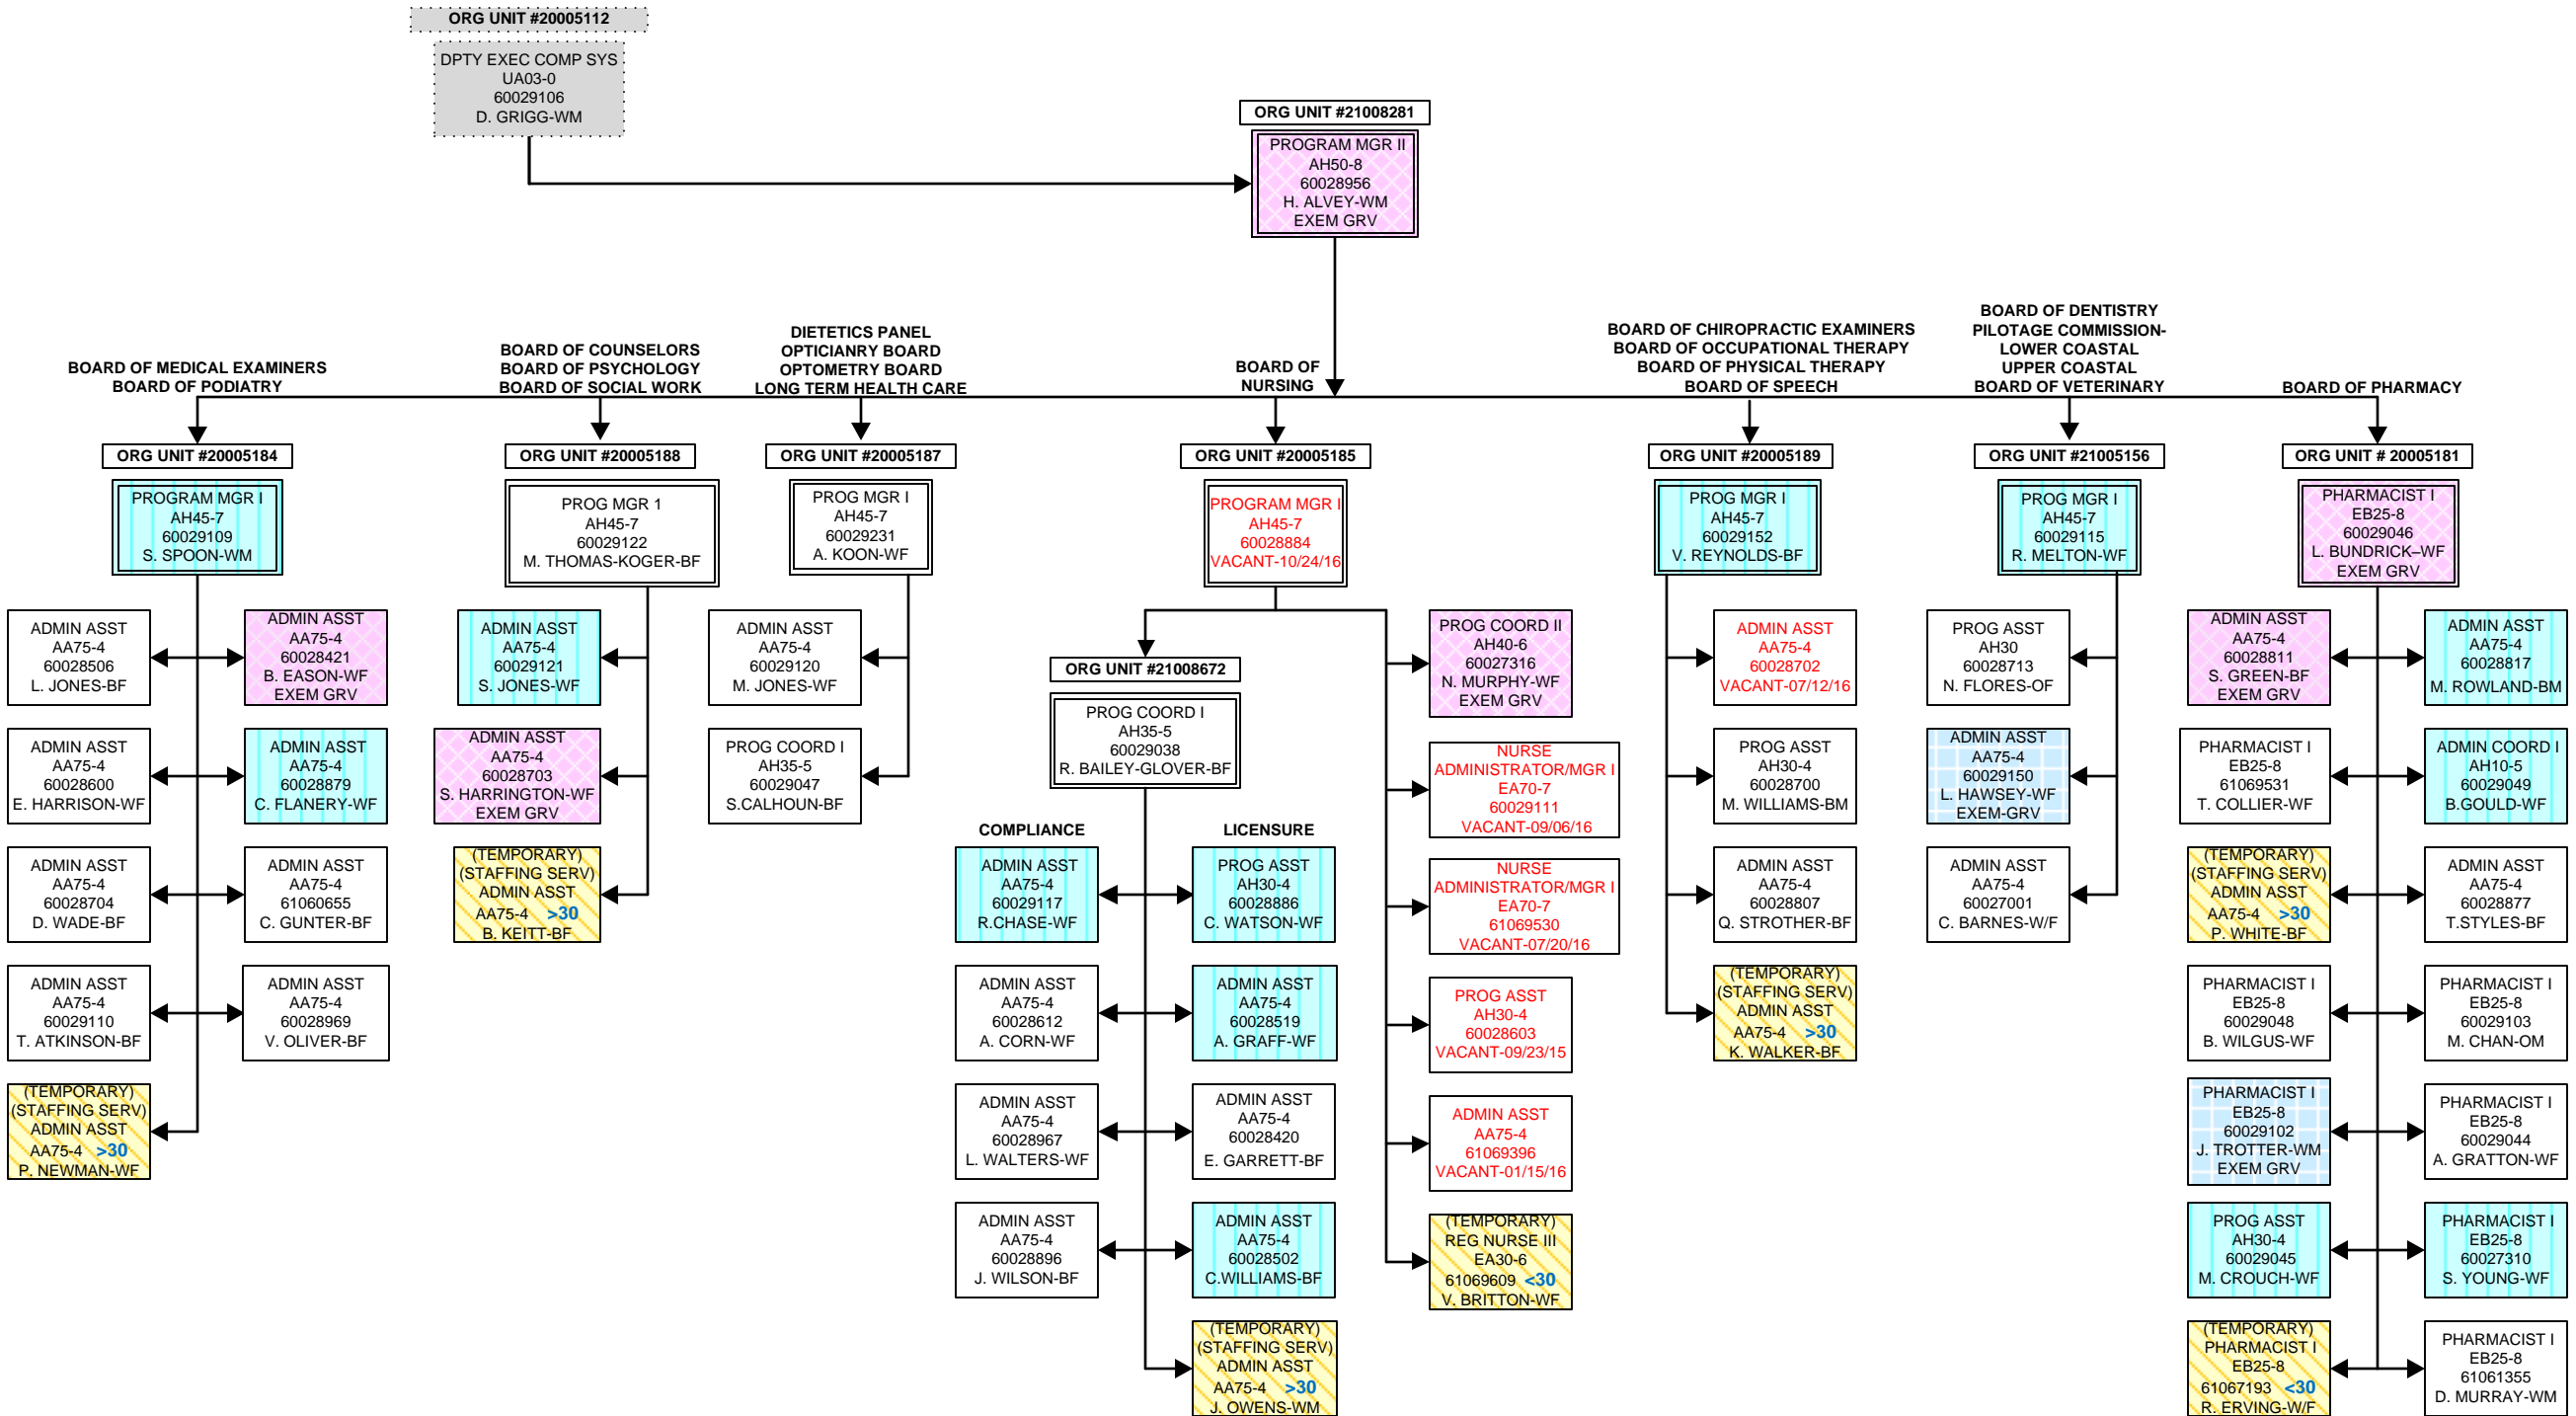 ORG UNIT #20005112
DPTY EXEC COMP SYS
UA03-0
60029106
D. GRIGG-WM
ORG UNIT #21008281
PROGRAM MGR II
AH50-8
60028956
H. ALVEY-WM
EXEM GRV
BOARD OF MEDICAL EXAMINERS
BOARD OF PODIATRY
ORG UNIT #20005184
PROGRAM MGR I
AH45-7
60029109
S. SPOON-WM
ADMIN ASST
AA75-4
60028506
L. JONES-BF
ADMIN ASST
AA75-4
60028421
B. EASON-WF
EXEM GRV
ADMIN ASST
AA75-4
60028600
E. HARRISON-WF
ADMIN ASST
AA75-4
60028879
C. FLANERY-WF
ADMIN ASST
AA75-4
60028704
D. WADE-BF
ADMIN ASST
AA75-4
61060655
C. GUNTER-BF
ADMIN ASST
AA75-4
60029110
T. ATKINSON-BF
ADMIN ASST
AA75-4
60028969
V. OLIVER-BF
(TEMPORARY)
(STAFFING SERV)
ADMIN ASST
AA75-4 >30
P. NEWMAN-WF
BOARD OF COUNSELORS
BOARD OF PSYCHOLOGY
BOARD OF SOCIAL WORK
ORG UNIT #20005188
PROG MGR 1
AH45-7
60029122
M. THOMAS-KOGER-BF
ADMIN ASST
AA75-4
60029121
S. JONES-WF
ADMIN ASST
AA75-4
60028703
S. HARRINGTON-WF
EXEM GRV
(TEMPORARY)
(STAFFING SERV)
ADMIN ASST
AA75-4 >30
B. KEITT-BF
DIETETICS PANEL
OPTICIANRY BOARD
OPTOMETRY BOARD
LONG TERM HEALTH CARE
ORG UNIT #20005187
PROG MGR I
AH45-7
60029231
A. KOON-WF
ADMIN ASST
AA75-4
60029120
M. JONES-WF
PROG COORD I
AH35-5
60029047
S.CALHOUN-BF
BOARD OF
NURSING
ORG UNIT #20005185
PROGRAM MGR I
AH45-7
60028884
VACANT-10/24/16
ORG UNIT #21008672
PROG COORD I
AH35-5
60029038
R. BAILEY-GLOVER-BF
COMPLIANCE
LICENSURE
ADMIN ASST
AA75-4
60029117
R.CHASE-WF
PROG ASST
AH30-4
60028886
C. WATSON-WF
ADMIN ASST
AA75-4
60028612
A. CORN-WF
ADMIN ASST
AA75-4
60028519
A. GRAFF-WF
ADMIN ASST
AA75-4
60028967
L. WALTERS-WF
ADMIN ASST
AA75-4
60028420
E. GARRETT-BF
ADMIN ASST
AA75-4
60028896
J. WILSON-BF
ADMIN ASST
AA75-4
60028502
C.WILLIAMS-BF
(TEMPORARY)
(STAFFING SERV)
ADMIN ASST
AA75-4 >30
J. OWENS-WM
PROG COORD II
AH40-6
60027316
N. MURPHY-WF
EXEM GRV
NURSE
ADMINISTRATOR/MGR I
EA70-7
60029111
VACANT-09/06/16
NURSE
ADMINISTRATOR/MGR I
EA70-7
61069530
VACANT-07/20/16
PROG ASST
AH30-4
60028603
VACANT-09/23/15
ADMIN ASST
AA75-4
61069396
VACANT-01/15/16
(TEMPORARY)
REG NURSE III
EA30-6
61069609 <30
V. BRITTON-WF
BOARD OF CHIROPRACTIC EXAMINERS
BOARD OF OCCUPATIONAL THERAPY
BOARD OF PHYSICAL THERAPY
BOARD OF SPEECH
ORG UNIT #20005189
PROG MGR I
AH45-7
60029152
V. REYNOLDS-BF
ADMIN ASST
AA75-4
60028702
VACANT-07/12/16
PROG ASST
AH30-4
60028700
M. WILLIAMS-BM
ADMIN ASST
AA75-4
60028807
Q. STROTHER-BF
(TEMPORARY)
(STAFFING SERV)
ADMIN ASST
AA75-4 >30
K. WALKER-BF
BOARD OF DENTISTRY
PILOTAGE COMMISSION-
LOWER COASTAL
UPPER COASTAL
BOARD OF VETERINARY
ORG UNIT #21005156
PROG MGR I
AH45-7
60029115
R. MELTON-WF
PROG ASST
AH30
60028713
N. FLORES-OF
ADMIN ASST
AA75-4
60029150
L. HAWSEY-WF
EXEM-GRV
ADMIN ASST
AA75-4
60027001
C. BARNES-W/F
BOARD OF PHARMACY
ORG UNIT # 20005181
PHARMACIST I
EB25-8
60029046
L. BUNDRICK–WF
EXEM GRV
ADMIN ASST
AA75-4
60028811
S. GREEN-BF
EXEM GRV
ADMIN ASST
AA75-4
60028817
M. ROWLAND-BM
PHARMACIST I
EB25-8
61069531
T. COLLIER-WF
ADMIN COORD I
AH10-5
60029049
B.GOULD-WF
(TEMPORARY)
(STAFFING SERV)
ADMIN ASST
AA75-4 >30
P. WHITE-BF
ADMIN ASST
AA75-4
60028877
T.STYLES-BF
PHARMACIST I
EB25-8
60029048
B. WILGUS-WF
PHARMACIST I
EB25-8
60029103
M. CHAN-OM
PHARMACIST I
EB25-8
60029102
J. TROTTER-WM
EXEM GRV
PHARMACIST I
EB25-8
60029044
A. GRATTON-WF
PROG ASST
AH30-4
60029045
M. CROUCH-WF
PHARMACIST I
EB25-8
60027310
S. YOUNG-WF
(TEMPORARY)
PHARMACIST I
EB25-8
61067193 <30
R. ERVING-W/F
PHARMACIST I
EB25-8
61061355
D. MURRAY-WM